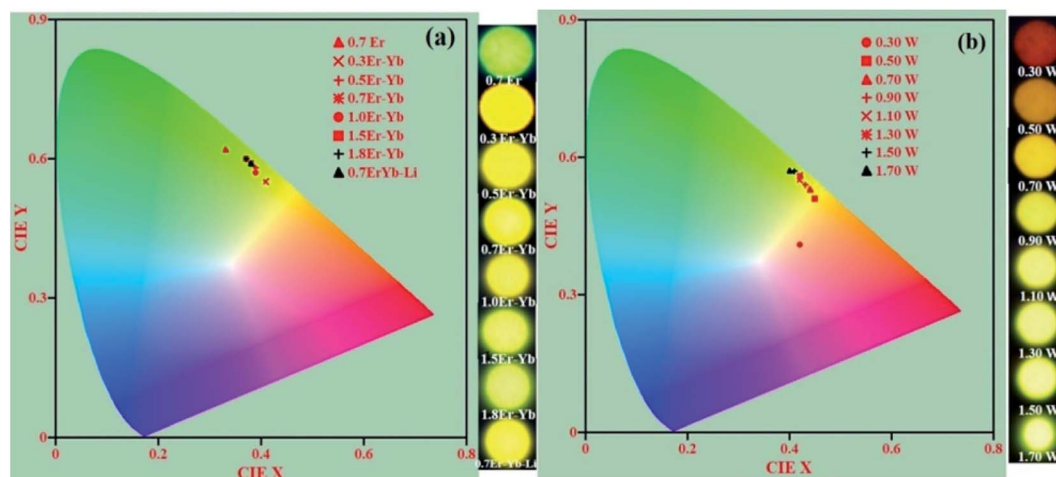 0.9
0.6
0.3
0
0
0.2
0.4
0.6
0.8
CIE Y
CIE X
(a)
0.7 Er
0.3Er-Yb
0.5Er-Yb
0.7Er-Yb
1.0Er-Yb
1.5Er-Yb
1.8Er-Yb
0.7ErYb-Li
0.7 Er
0.3 Er-Yb
0.5Er-Yb
0.7Er-Yb
1.0Er-Yb
1.5Er-Yb
1.8Er-Yb
0.7Er-Yb-Li
0.9
0.6
0.3
0
0
0.2
0.4
0.6
0.8
CIE Y
CIE X
(b)
0.30 W
0.50 W
0.70 W
0.90 W
1.10 W
1.30 W
1.50 W
1.70 W
0.30 W
0.50 W
0.70 W
0.90 W
1.10 W
1.30 W
1.50 W
1.70 W